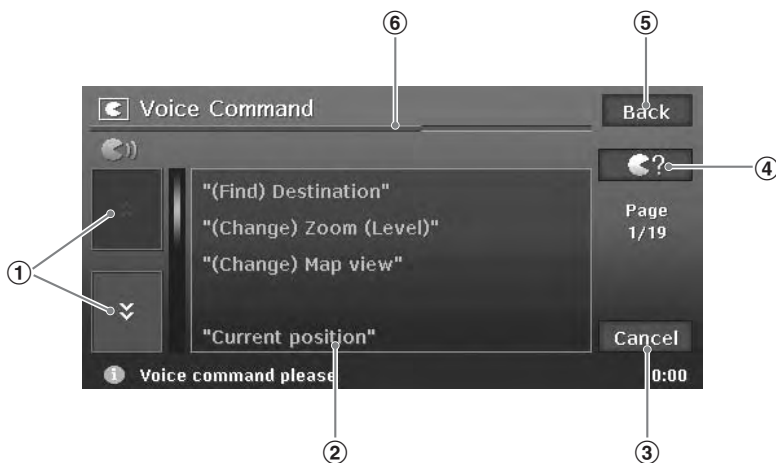 ⑥ ⑤
Voice Command
Back
?
④
"(Find) Destination"
"(Change) Zoom (Level)"
"(Change) Map view"
Page
1/19
①
"Current position"
Cancel
i Voice command please
0:00
② ③